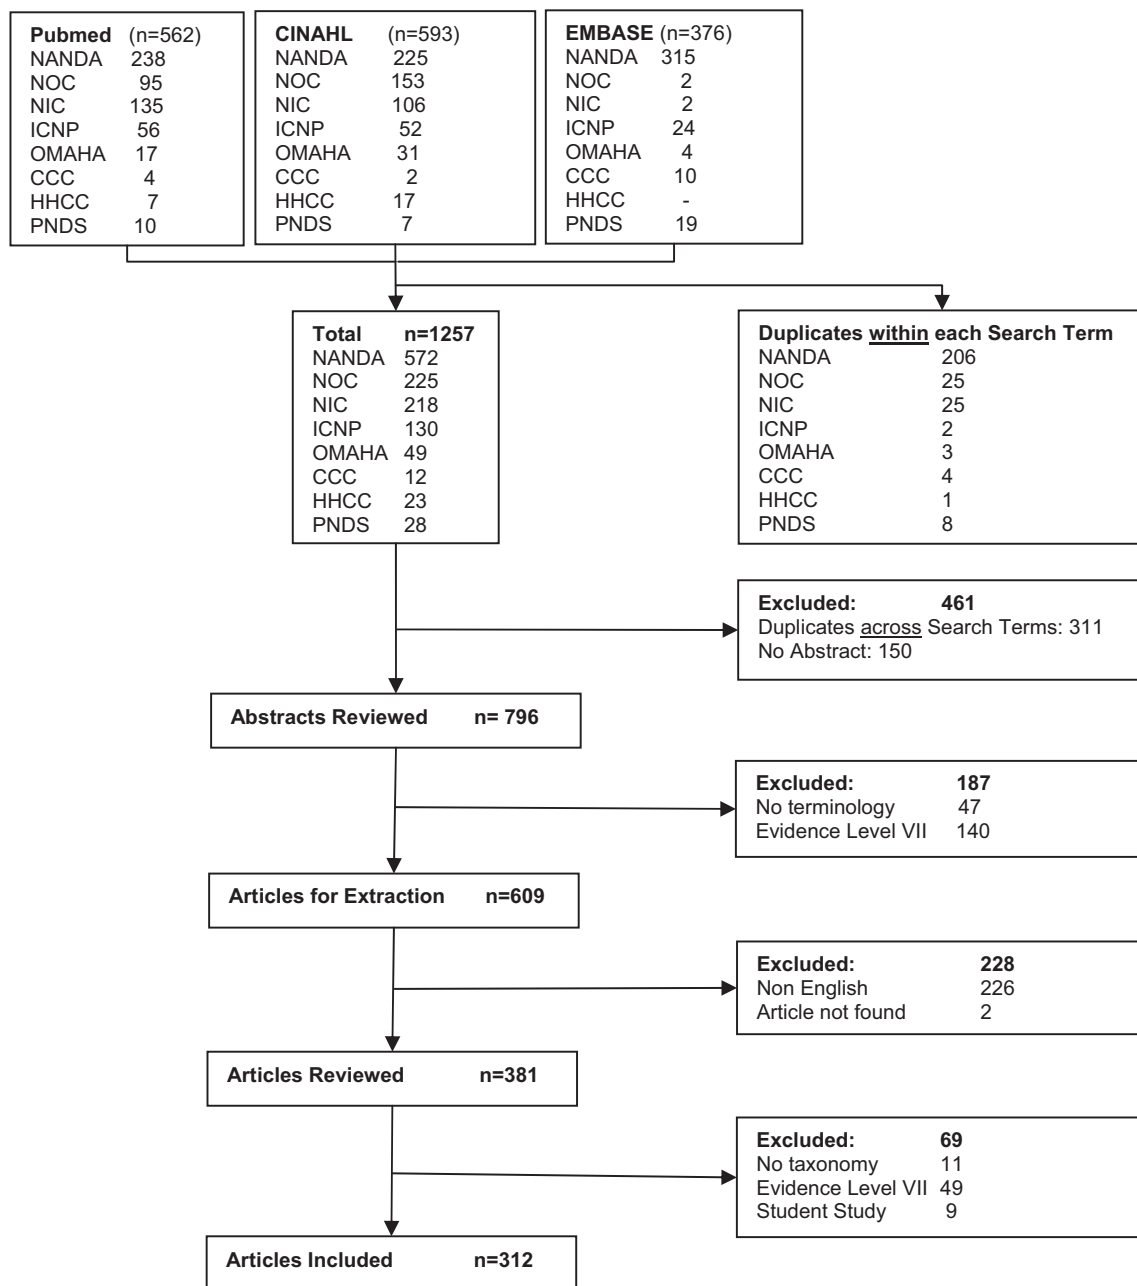 Pubmed (n=562)
NANDA 238
NOC 95
NIC 135
ICNP 56
OMAHA 17
CCC 4
HHCC 7
PNDS 10
CINAHL (n=593)
NANDA 225
NOC 153
NIC 106
ICNP 52
OMAHA 31
CCC 2
HHCC 17
PNDS 7
EMBASE (n=376)
NANDA 315
NOC 2
NIC 2
ICNP 24
OMAHA 4
CCC 10
HHCC -
PNDS 19
Total n=1257
NANDA 572
NOC 225
NIC 218
ICNP 130
OMAHA 49
CCC 12
HHCC 23
PNDS 28
Duplicates within each Search Term
NANDA 206
NOC 25
NIC 25
ICNP 2
OMAHA 3
CCC 4
HHCC 1
PNDS 8
Excluded: 461
Duplicates across Search Terms: 311
No Abstract: 150
Abstracts Reviewed n= 796
Excluded: 187
No terminology 47
Evidence Level VII 140
Articles for Extraction n=609
Excluded: 228
Non English 226
Article not found 2
Articles Reviewed n=381
Excluded: 69
No taxonomy 11
Evidence Level VII 49
Student Study 9
Articles Included n=312